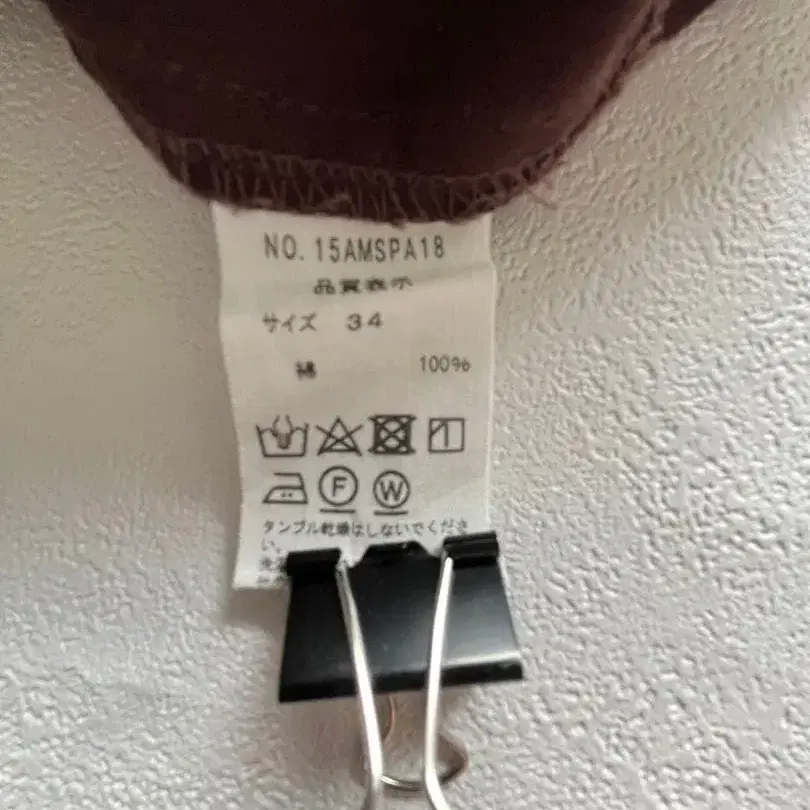 NO. 15AMSPA18
品質表示
サイズ 34
綿 100%
F W
タンブル乾燥はしないでくださ
い。